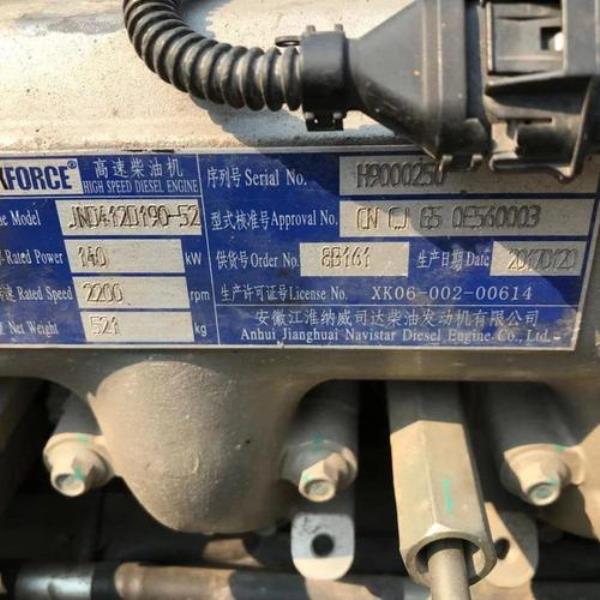 FORCE® 高速柴油机
HIGH SPEED DIESEL ENGINE
序列号 Serial No. H9000250
Model 型式核准号 Approval No. CN CJ G5
Rated Power 140 kW 供货号 Order No. 8B161 生产日期 Date 20170120
Rated Speed 2200 rpm 生产许可证号 License No. XK06-002-00614
Net Weight 521 kg
安徽江淮纳威司达柴油发动机有限公司
Anhui Jianghuai Navistar Diesel Engine Co., Ltd.